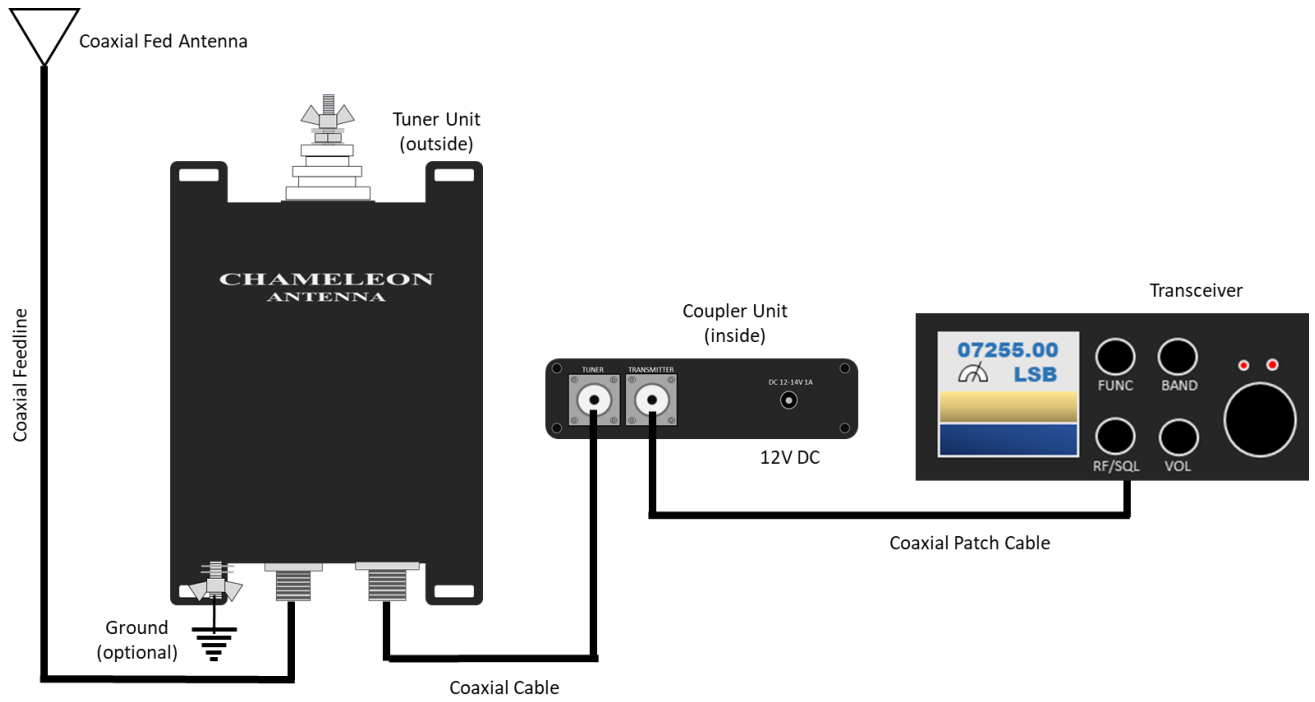 Coaxial Fed Antenna
Tuner Unit
(outside)
CHAMELEON
ANTENNA
Coaxial Feedline
Ground
(optional)
Coaxial Cable
Coupler Unit
(inside)
TUNER
TRANSMITTER
DC 12-14V 1A
12V DC
Coaxial Patch Cable
Transceiver
07255.00
LSB
FUNC
BAND
RF/SQL
VOL